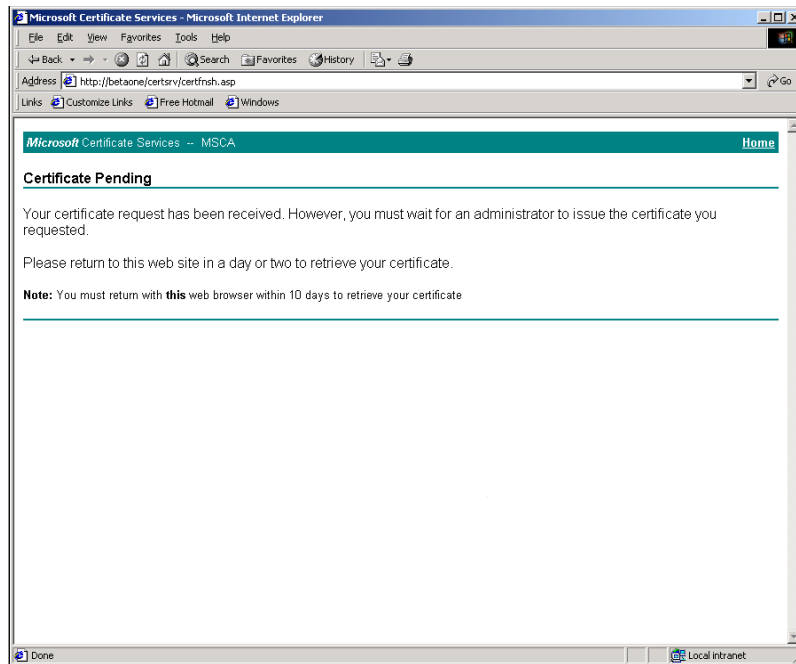 Microsoft Certificate Services - Microsoft Internet Explorer
File Edit View Favorites Tools Help
Back Search Favorites History
Address http://betaone/certsrv/certfnsh.asp Go
Links Customize Links Free Hotmail Windows
Microsoft Certificate Services -- MSCA Home
Certificate Pending
Your certificate request has been received. However, you must wait for an administrator to issue the certificate you
requested.
Please return to this web site in a day or two to retrieve your certificate.
Note: You must return with this web browser within 10 days to retrieve your certificate
Done Local intranet